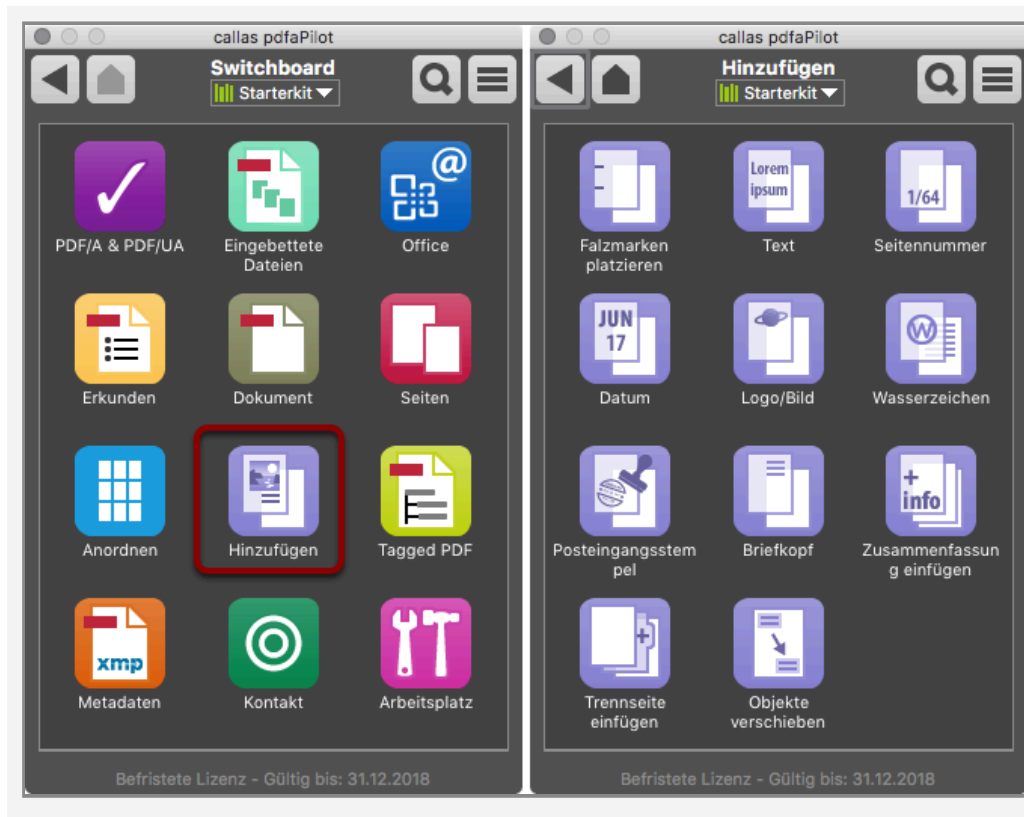 callas pdfaPilot
Switchboard
Starterkit
PDF/A & PDF/UA
Eingebettete
Dateien
@
Office
Erkunden
Dokument
Seiten
Anordnen
Hinzufügen
Tagged PDF
xmp
Metadaten
Kontakt
Arbeitsplatz
Befristete Lizenz - Gültig bis: 31.12.2018
callas pdfaPilot
Hinzufügen
Starterkit
Falzmarken
platzieren
Lorem
ipsum
Text
1/64
Seitennummer
JUN
17
Datum
Logo/Bild
W
Wasserzeichen
Posteingangsstem
pel
Briefkopf
+
info
Zusammenfassun
g einfügen
+
Trennseite
einfügen
Objekte
verschieben
Befristete Lizenz - Gültig bis: 31.12.2018